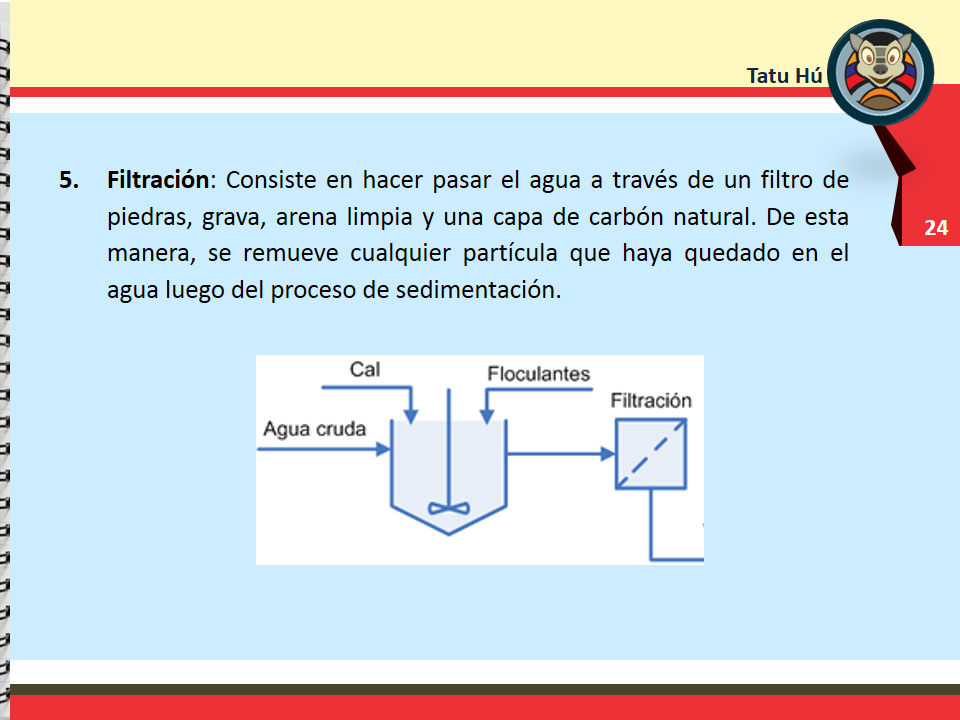 Tatu Hú
24
5. Filtración: Consiste en hacer pasar el agua a través de un filtro de
piedras, grava, arena limpia y una capa de carbón natural. De esta
manera, se remueve cualquier partícula que haya quedado en el
agua luego del proceso de sedimentación.
Cal
Floculantes
Filtración
Agua cruda